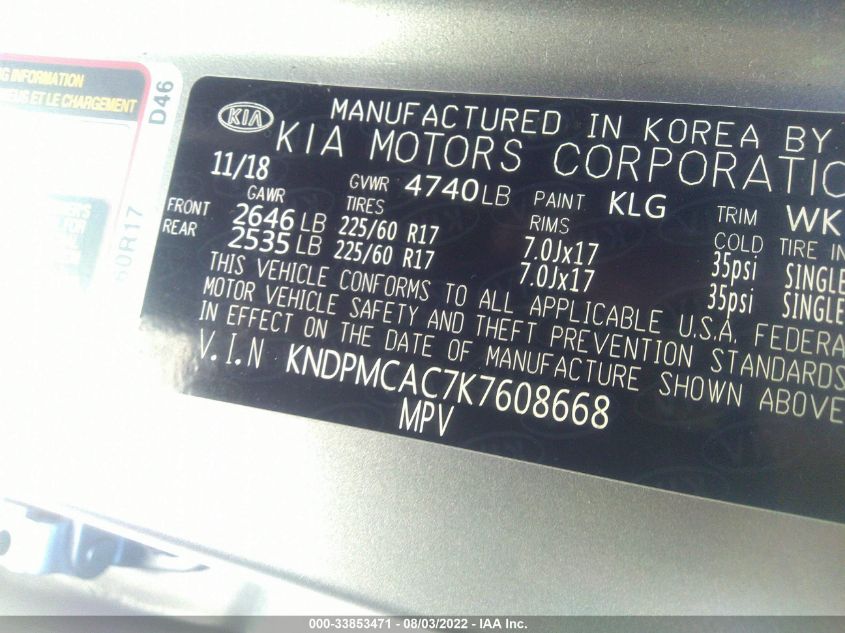 NG INFORMATION
EUS ET LE CHARGEMENT
D46
60R17
KIA
MANUFACTURED IN KOREA BY
KIA MOTORS CORPORATIO
11/18
GAWR GVWR 4740LB PAINT KLG TRIM WK
FRONT 2646 LB TIRES 225/60 R17 RIMS 7.0Jx17 COLD TIRE IN 35psi SINGLE
REAR 2535 LB 225/60 R17 7.0Jx17 35psi SINGLE
THIS VEHICLE CONFORMS TO ALL APPLICABLE U.S.A. FEDERA
MOTOR VEHICLE SAFETY AND THEFT PREVENTION STANDARDS
IN EFFECT ON THE DATE OF MANUFACTURE SHOWN ABOVE
V.I.N KNDPMCAC7K7608668
MPV
000-33853471 - 08/03/2022 - IAA Inc.